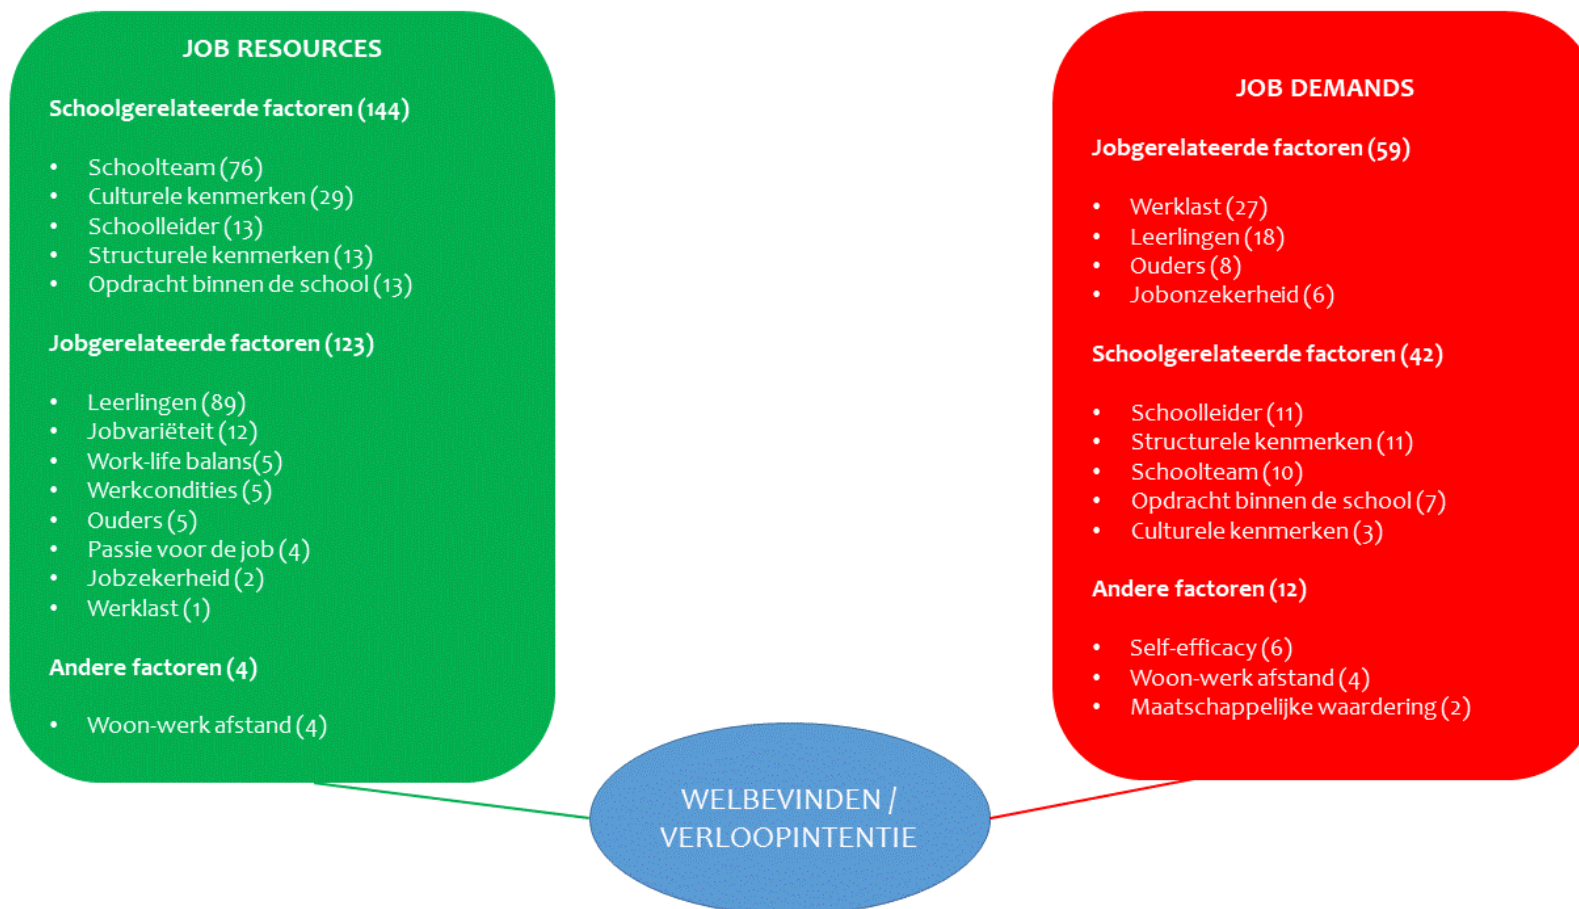 JOB RESOURCES
Schoolgerelateerde factoren (144)
• Schoolteam (76)
• Culturele kenmerken (29)
• Schoolleider (13)
• Structurele kenmerken (13)
• Opdracht binnen de school (13)
Jobgerelateerde factoren (123)
• Leerlingen (89)
• Jobvariëteit (12)
• Work-life balans(5)
• Werkcondities (5)
• Ouders (5)
• Passie voor de job (4)
• Jobzekerheid (2)
• Werklast (1)
Andere factoren (4)
• Woon-werk afstand (4)
JOB DEMANDS
Jobgerelateerde factoren (59)
• Werklast (27)
• Leerlingen (18)
• Ouders (8)
• Jobonzekerheid (6)
Schoolgerelateerde factoren (42)
• Schoolleider (11)
• Structurele kenmerken (11)
• Schoolteam (10)
• Opdracht binnen de school (7)
• Culturele kenmerken (3)
Andere factoren (12)
• Self-efficacy (6)
• Woon-werk afstand (4)
• Maatschappelijke waardering (2)
WELBEVINDEN /
VERLOOPINTENTIE